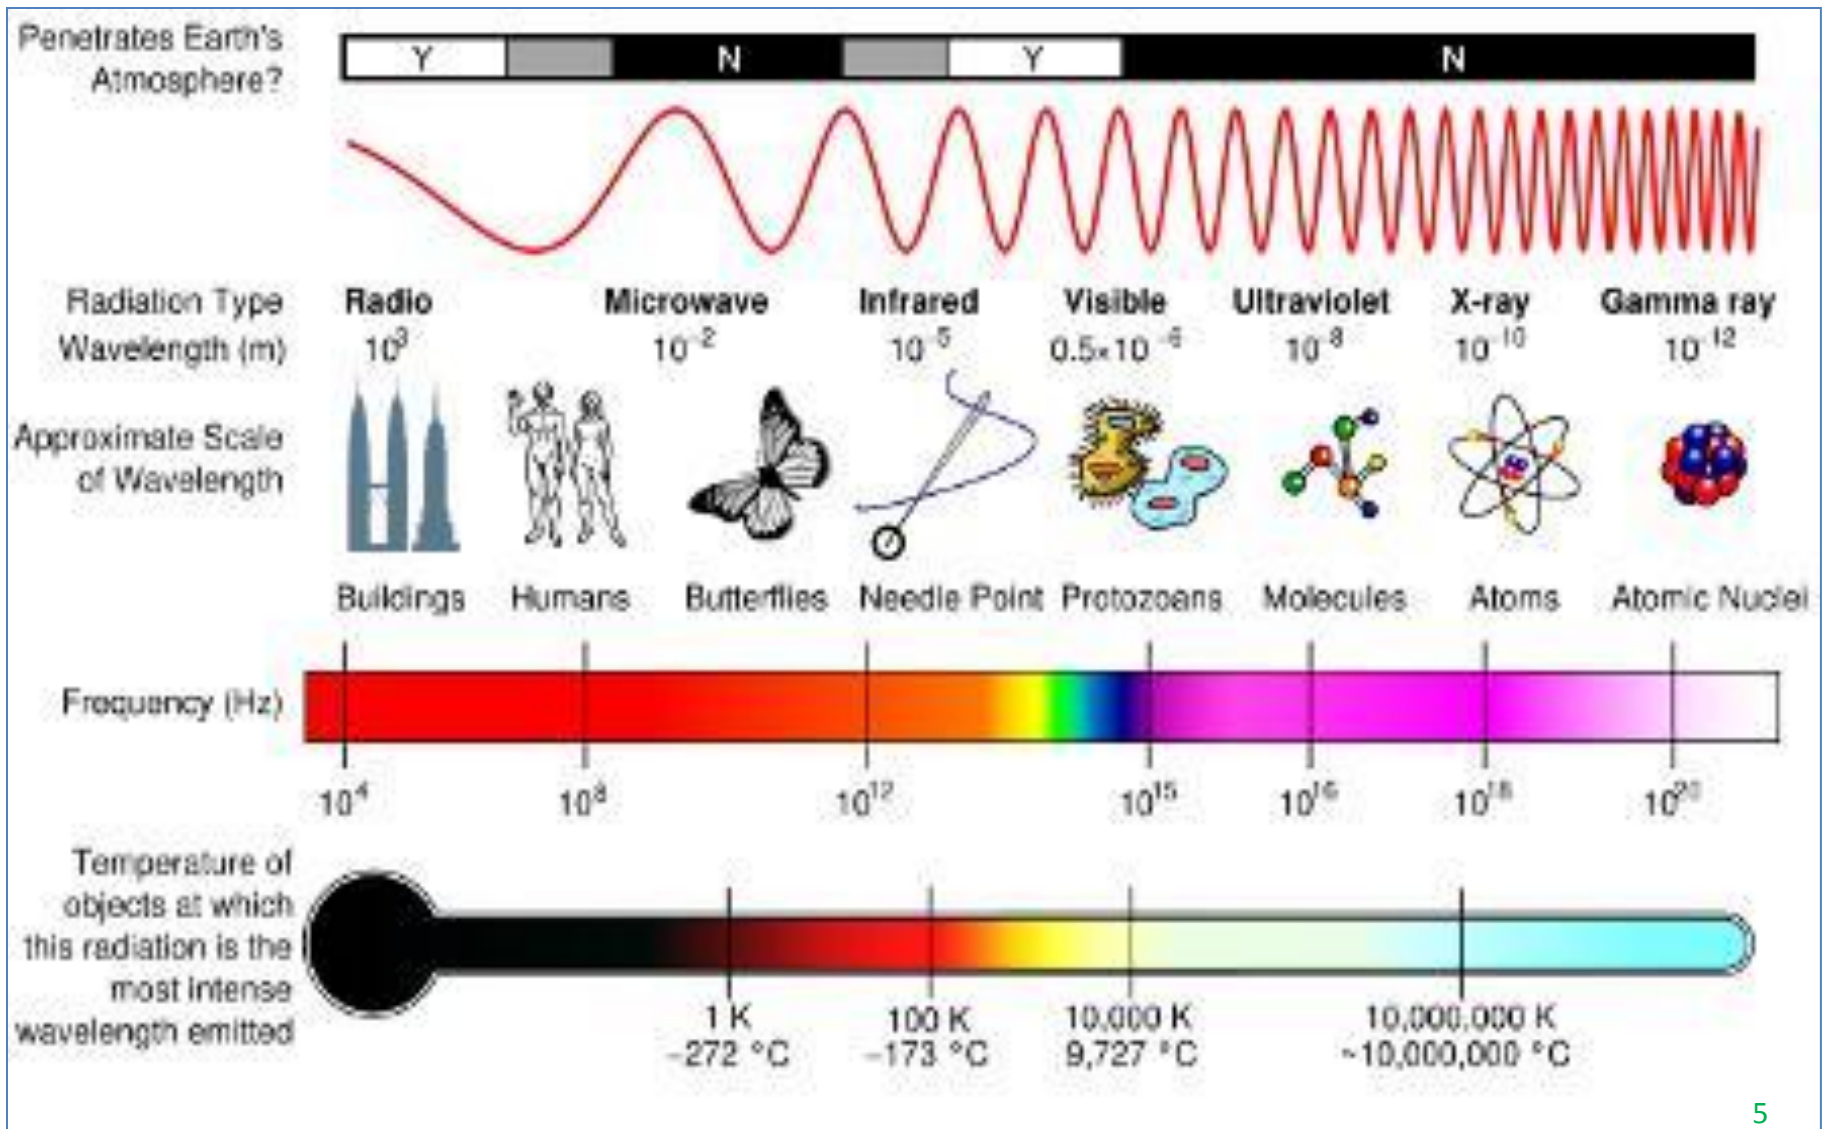 Penetrates Earth's
Atmosphere?
Y N Y N
Radiation Type Radio Microwave Infrared Visible Ultraviolet X-ray Gamma ray
Wavelength (m) 10³ 10⁻² 10⁻⁵ 0.5×10⁻⁶ 10⁻⁸ 10⁻¹⁰ 10⁻¹²
Approximate Scale
of Wavelength
Buildings Humans Butterflies Needle Point Protozoans Molecules Atoms Atomic Nuclei
Frequency (Hz)
10⁴ 10⁸ 10¹² 10¹⁵ 10¹⁶ 10¹⁸ 10²⁰
Temperature of
objects at which
this radiation is the
most intense
wavelength emitted
1 K 100 K 10,000 K 10,000,000 K
−272 °C −173 °C 9,727 °C ~10,000,000 °C
5